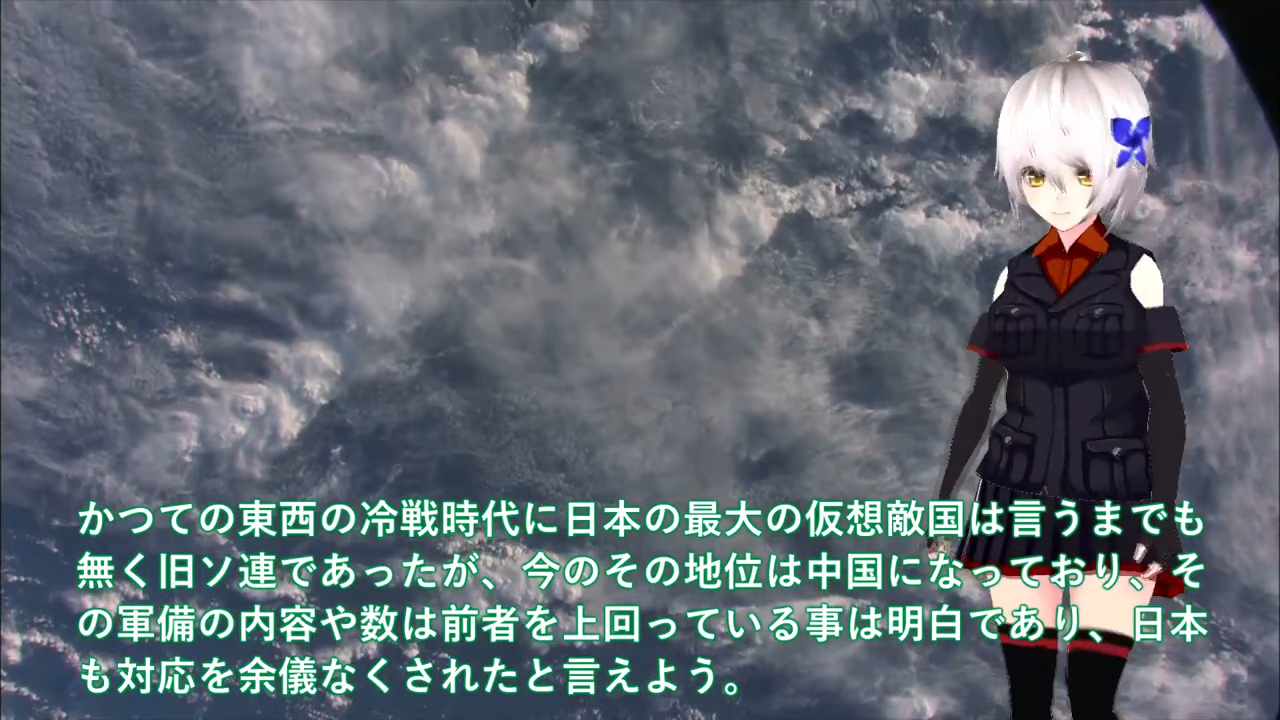 かつての東西の冷戦時代に日本の最大の仮想敵国は言うまでも
無く旧ソ連であったが、今のその地位は中国になっており、そ
の軍備の内容や数は前者を上回っている事は明白であり、日本
も対応を余儀なくされたと言えよう。